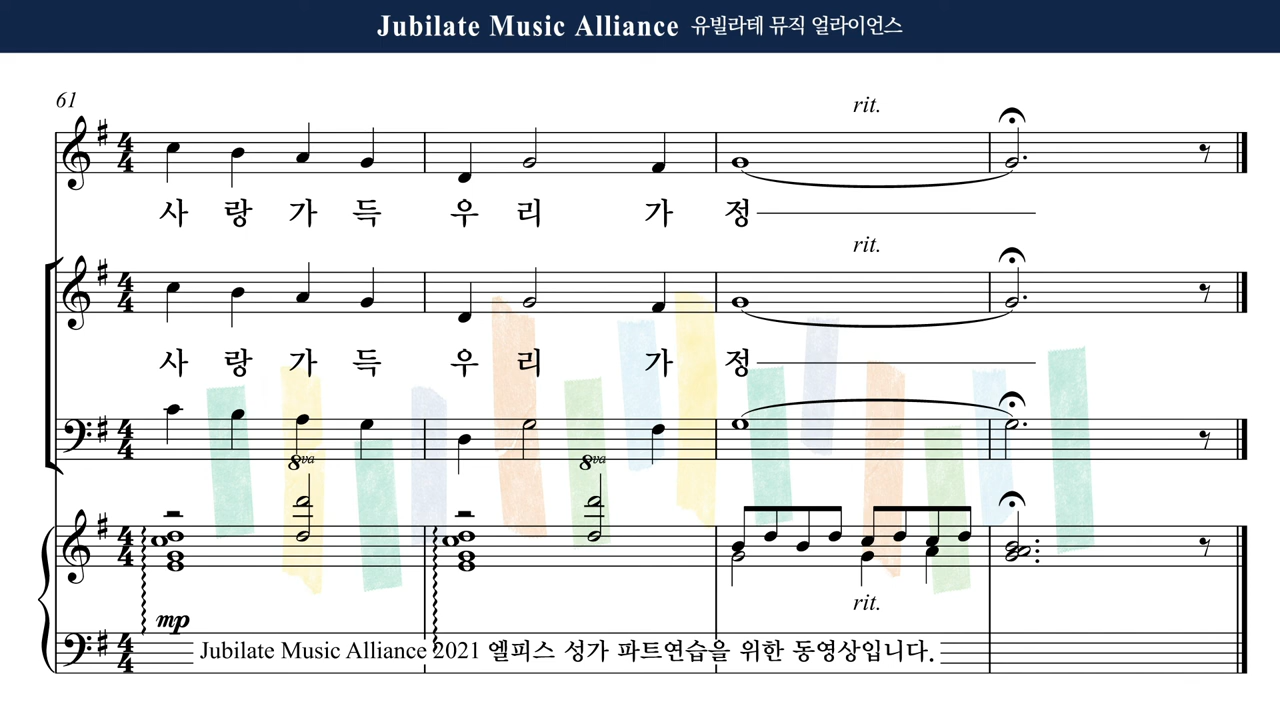 Jubilate Music Alliance 유빌라테 뮤직 얼라이언스
61
rit.
사 랑 가 득 우 리 가 정
rit.
사 랑 가 득 우 리 가 정
8va 8va
mp rit.
Jubilate Music Alliance 2021 엘피스 성가 파트연습을 위한 동영상입니다.